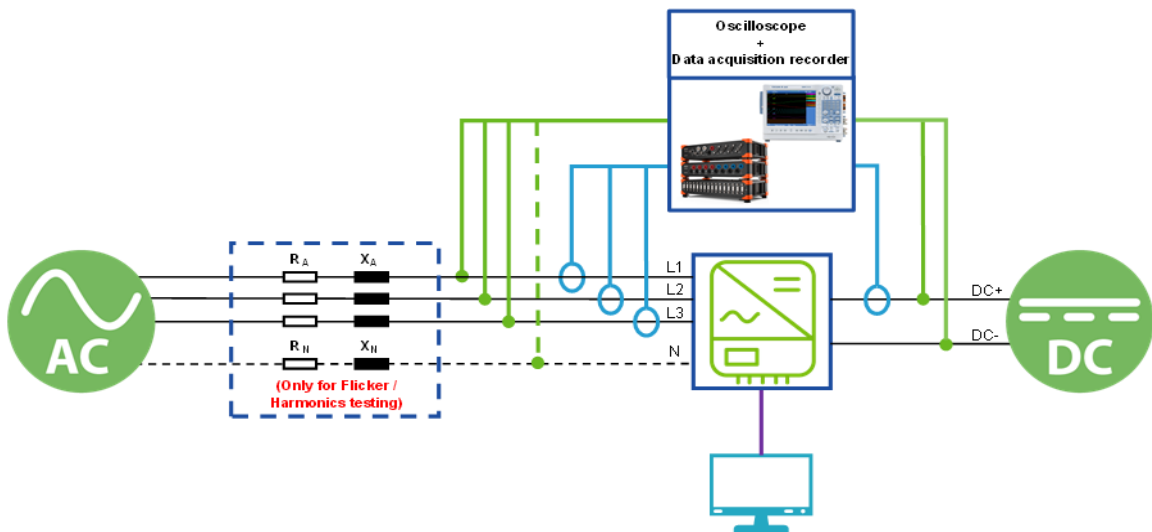 Oscilloscope
+
Data acquisition recorder
R A
X A
L1
L2
L3
N
R N
X N
(Only for Flicker /
Harmonics testing)
AC
DC+
DC-
DC